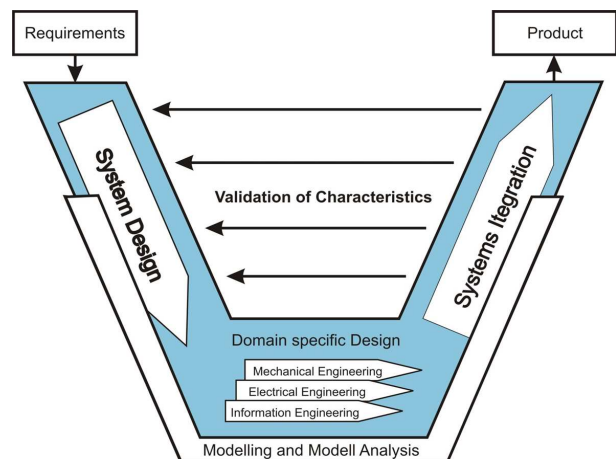 Requirements
Product
System Design
Validation of Characteristics
Systems Itegration
Domain specific Design
Mechanical Engineering
Electrical Engineering
Information Engineering
Modelling and Modell Analysis